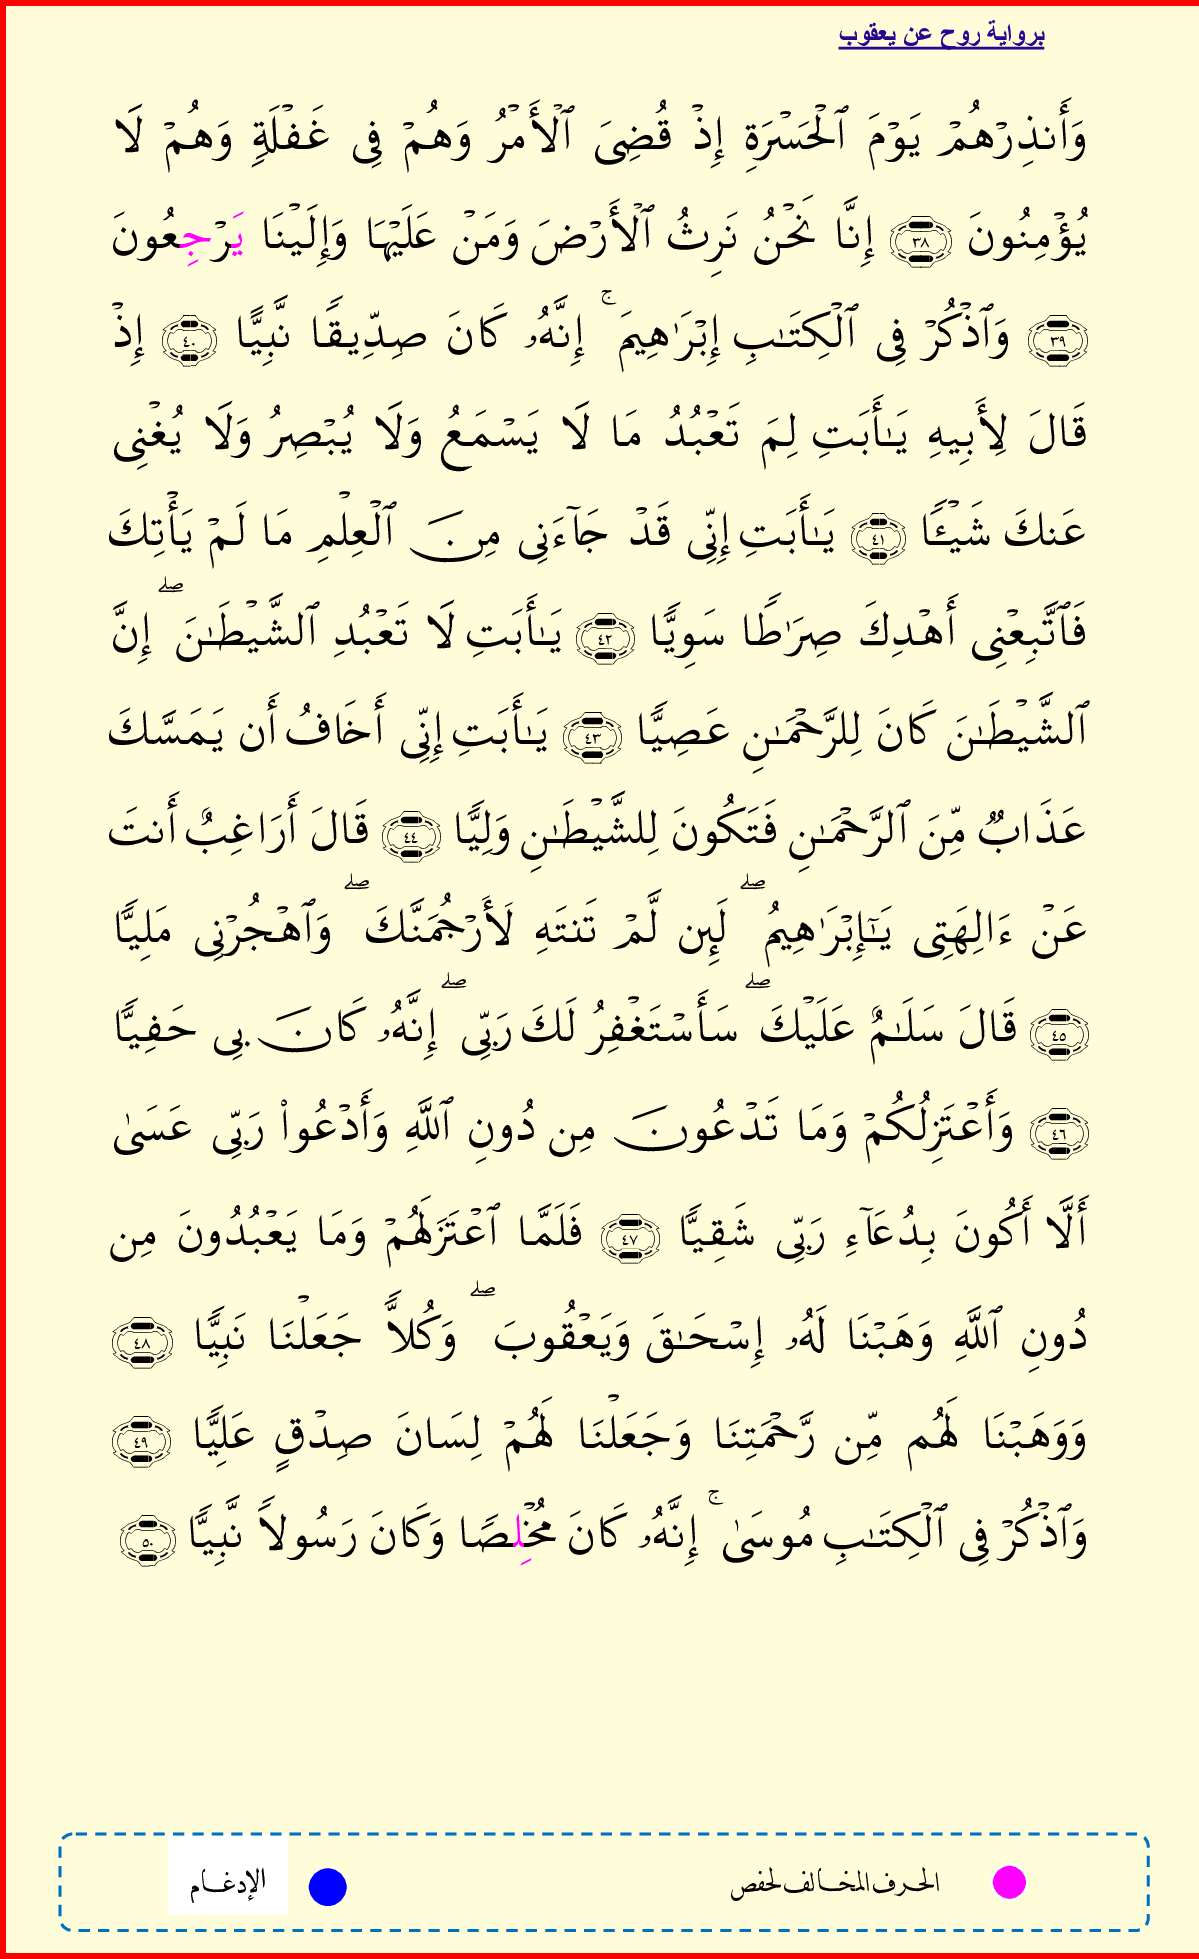 برواية روح عن يعقوب
وَأَنذِرۡهُمۡ يَوۡمَ ٱلۡحَسۡرَةِ إِذۡ قُضِيَ ٱلۡأَمۡرُ وَهُمۡ فِي غَفۡلَةٖ وَهُمۡ لَا
يُؤۡمِنُونَ ٣٨ إِنَّا نَحۡنُ نَرِثُ ٱلۡأَرۡضَ وَمَنۡ عَلَيۡهَا وَإِلَيۡنَا يَرۡجِعُونَ
٣٩ وَٱذۡكُرۡ فِي ٱلۡكِتَٰبِ إِبۡرَٰهِيمَۚ إِنَّهُۥ كَانَ صِدِّيقٗا نَّبِيًّا ٤٠ إِذۡ
قَالَ لِأَبِيهِ يَٰٓأَبَتِ لِمَ تَعۡبُدُ مَا لَا يَسۡمَعُ وَلَا يُبۡصِرُ وَلَا يُغۡنِي
عَنكَ شَيۡـٔٗا ٤١ يَٰٓأَبَتِ إِنِّي قَدۡ جَآءَنِي مِنَ ٱلۡعِلۡمِ مَا لَمۡ يَأۡتِكَ
فَٱتَّبِعۡنِي أَهۡدِكَ صِرَٰطٗا سَوِيّٗا ٤٢ يَٰٓأَبَتِ لَا تَعۡبُدِ ٱلشَّيۡطَٰنَۖ إِنَّ
ٱلشَّيۡطَٰنَ كَانَ لِلرَّحۡمَٰنِ عَصِيّٗا ٤٣ يَٰٓأَبَتِ إِنِّي أَخَافُ أَن يَمَسَّكَ
عَذَابٞ مِّنَ ٱلرَّحۡمَٰنِ فَتَكُونَ لِلشَّيۡطَٰنِ وَلِيّٗا ٤٤ قَالَ أَرَاغِبٌ أَنتَ
عَنۡ ءَالِهَتِي يَٰٓإِبۡرَٰهِيمُۖ لَئِن لَّمۡ تَنتَهِ لَأَرۡجُمَنَّكَۖ وَٱهۡجُرۡنِي مَلِيّٗا
٤٥ قَالَ سَلَٰمٌ عَلَيۡكَۖ سَأَسۡتَغۡفِرُ لَكَ رَبِّيۖ إِنَّهُۥ كَانَ بِي حَفِيّٗا
٤٦ وَأَعۡتَزِلُكُمۡ وَمَا تَدۡعُونَ مِن دُونِ ٱللَّهِ وَأَدۡعُواْ رَبِّي عَسَىٰ
أَلَّا أَكُونَ بِدُعَآءِ رَبِّي شَقِيّٗا ٤٧ فَلَمَّا ٱعۡتَزَلَهُمۡ وَمَا يَعۡبُدُونَ مِن
دُونِ ٱللَّهِ وَهَبۡنَا لَهُۥ إِسۡحَٰقَ وَيَعۡقُوبَۖ وَكُلّٗا جَعَلۡنَا نَبِيّٗا ٤٨
وَوَهَبۡنَا لَهُم مِّن رَّحۡمَتِنَا وَجَعَلۡنَا لَهُمۡ لِسَانَ صِدۡقٍ عَلِيّٗا ٤٩
وَٱذۡكُرۡ فِي ٱلۡكِتَٰبِ مُوسَىٰۚ إِنَّهُۥ كَانَ مُخۡلِصٗا وَكَانَ رَسُولٗا نَّبِيّٗا ٥٠
الحرف المخالف لحفص
الإدغام